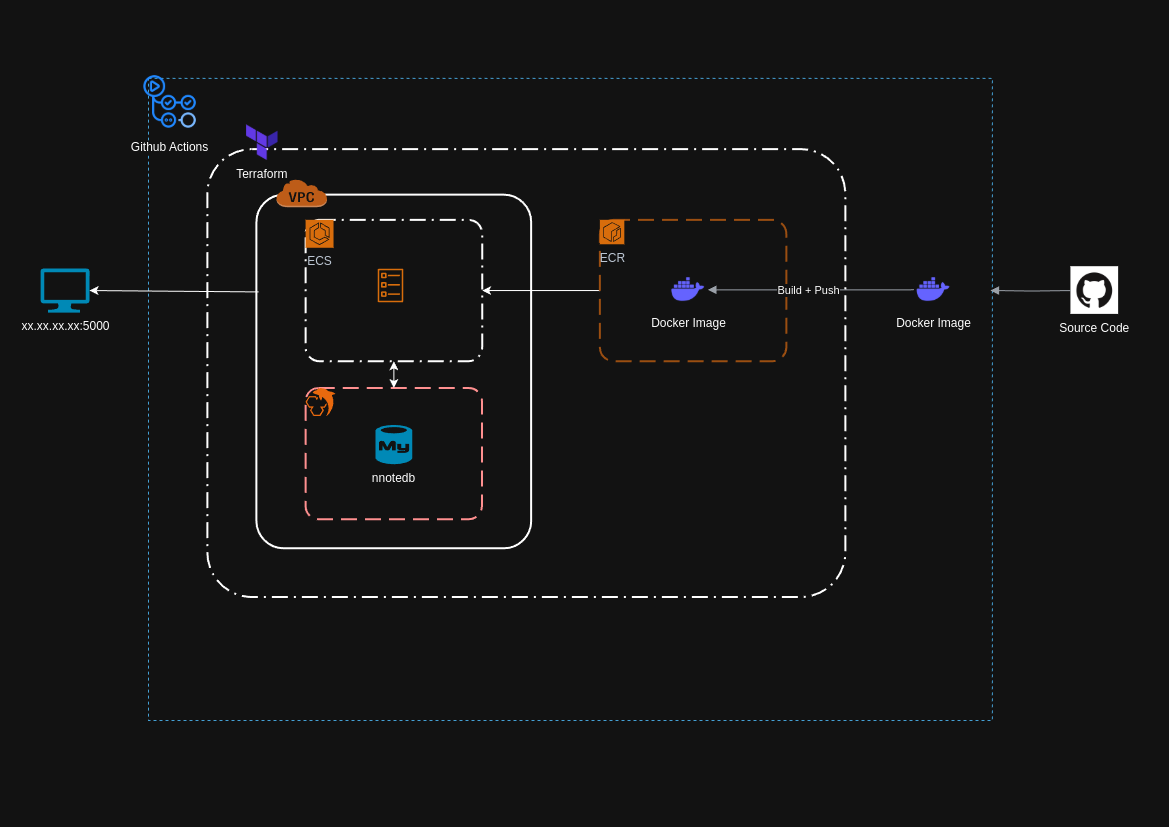 Github Actions
Terraform
VPC
ECS
ECR
Build + Push
xx.xx.xx.xx:5000
Docker Image
Docker Image
Source Code
My
nnotedb